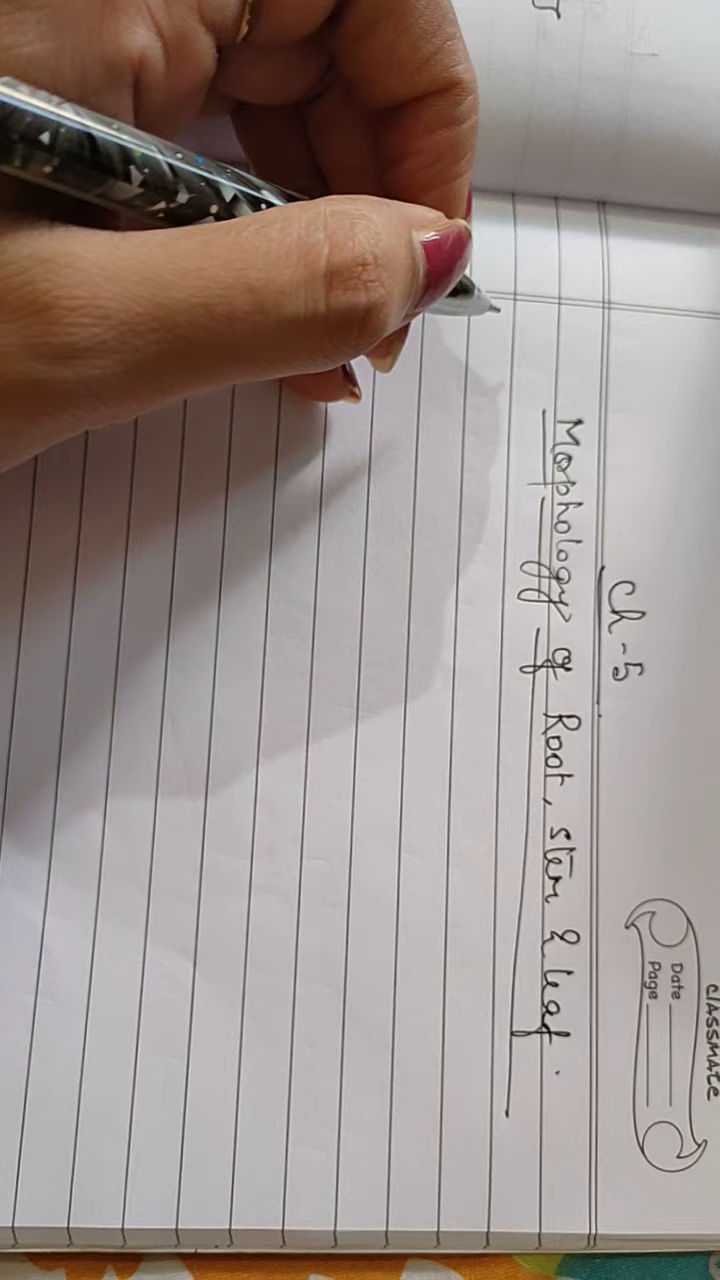 classmate
Date
Page
Ch-5
Morphology of Root, stem & leaf.